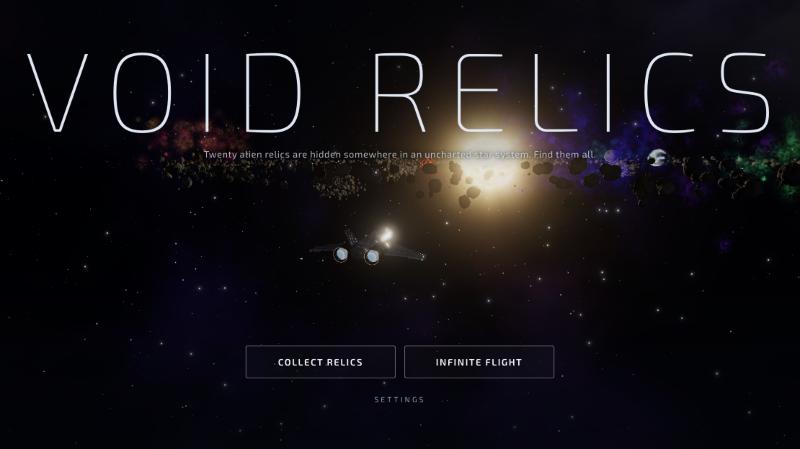 VOID RELICS
Twenty alien relics are hidden somewhere in an uncharted star system. Find them all.
COLLECT RELICS
INFINITE FLIGHT
SETTINGS